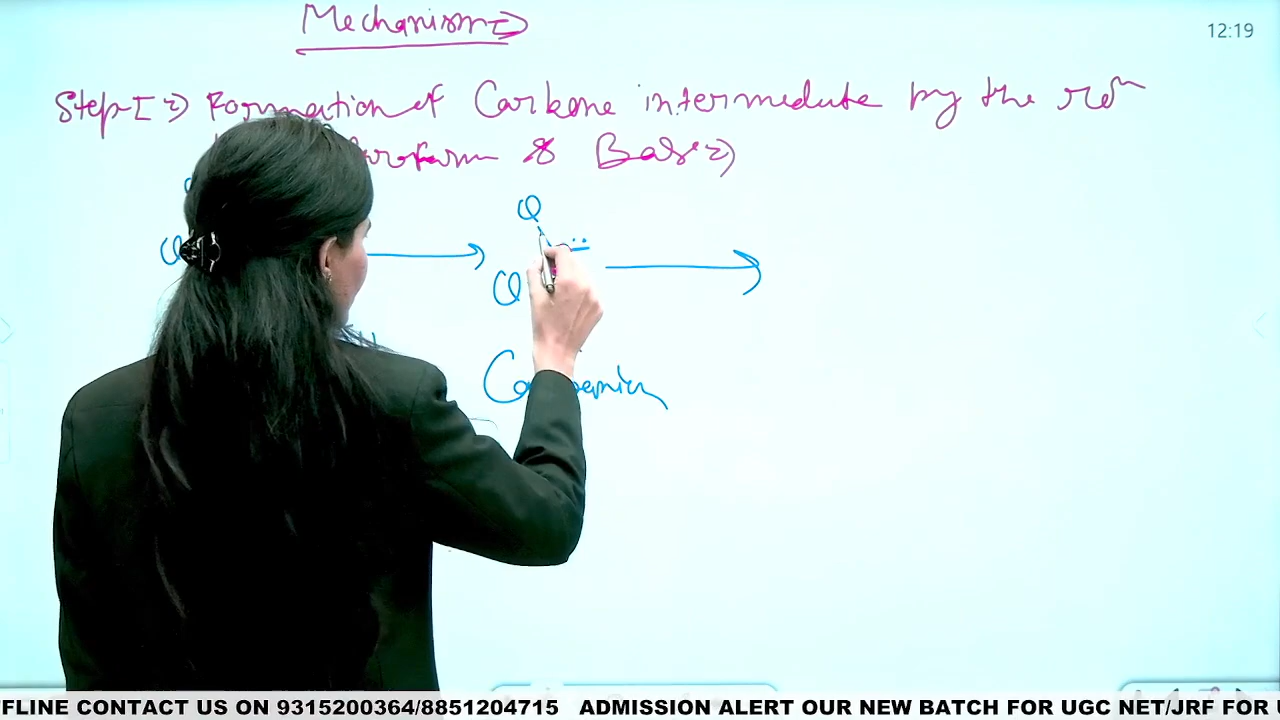 Mechanism ⇒
12:19
Step-I ⇒ Formation of Carbene intermediate by the rxn
& Base ⇒
Cl
Cl
FLINE CONTACT US ON 9315200364/8851204715 ADMISSION ALERT OUR NEW BATCH FOR UGC NET/JRF FOR